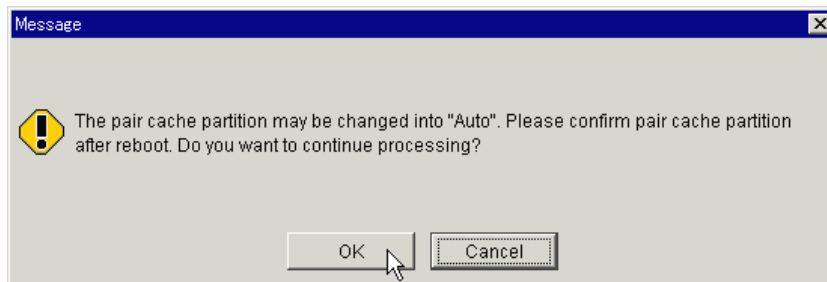 Message
The pair cache partition may be changed into "Auto". Please confirm pair cache partition
after reboot. Do you want to continue processing?
OK
Cancel